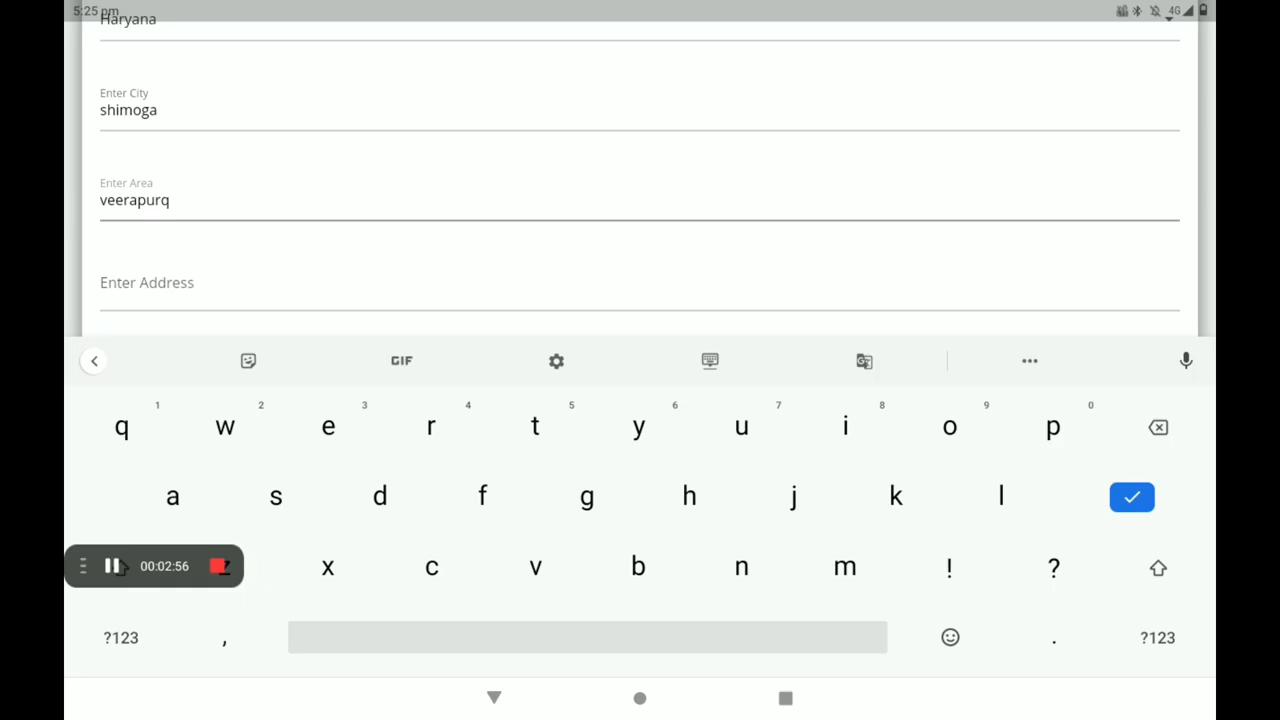 5:25 pm 4G
Haryana
Enter City
shimoga
Enter Area
veerapurq
Enter Address
GIF
1 2 3 4 5 6 7 8 9 0
q w e r t y u i o p
a s d f g h j k l
00:02:56 z x c v b n m ! ?
?123 , . ?123